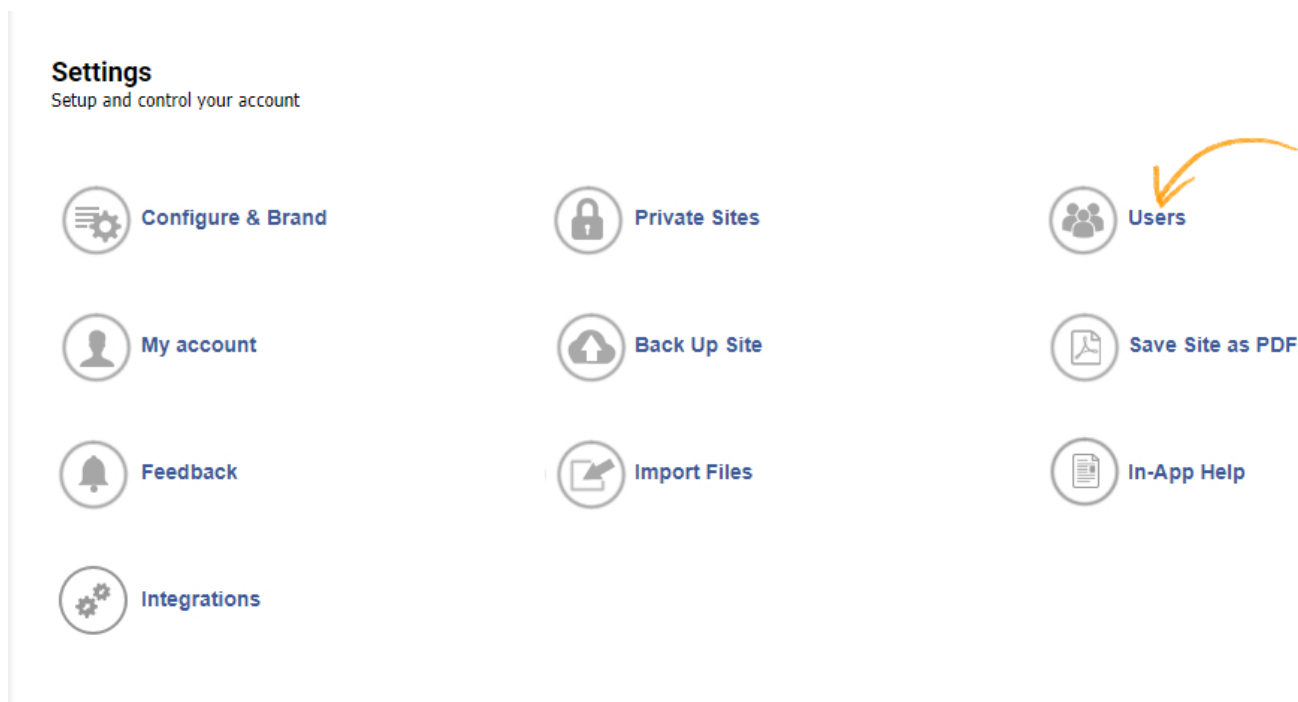 Settings
Setup and control your account
Configure & Brand
Private Sites
Users
My account
Back Up Site
Save Site as PDF
Feedback
Import Files
In-App Help
Integrations